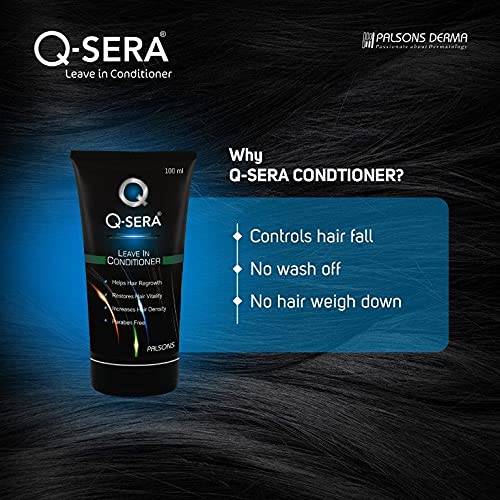 Q-SERA®
Leave in Conditioner
PALSONS DERMA
Passionate about Dermatology
Why
Q-SERA CONDTIONER?
Controls hair fall
No wash off
No hair weigh down
100 ml
Q
Q-SERA®
LEAVE IN
CONDITIONER
Helps Hair Regrowth
Restores Hair Vitality
Increases Hair Density
Paraben Free
PALSONS